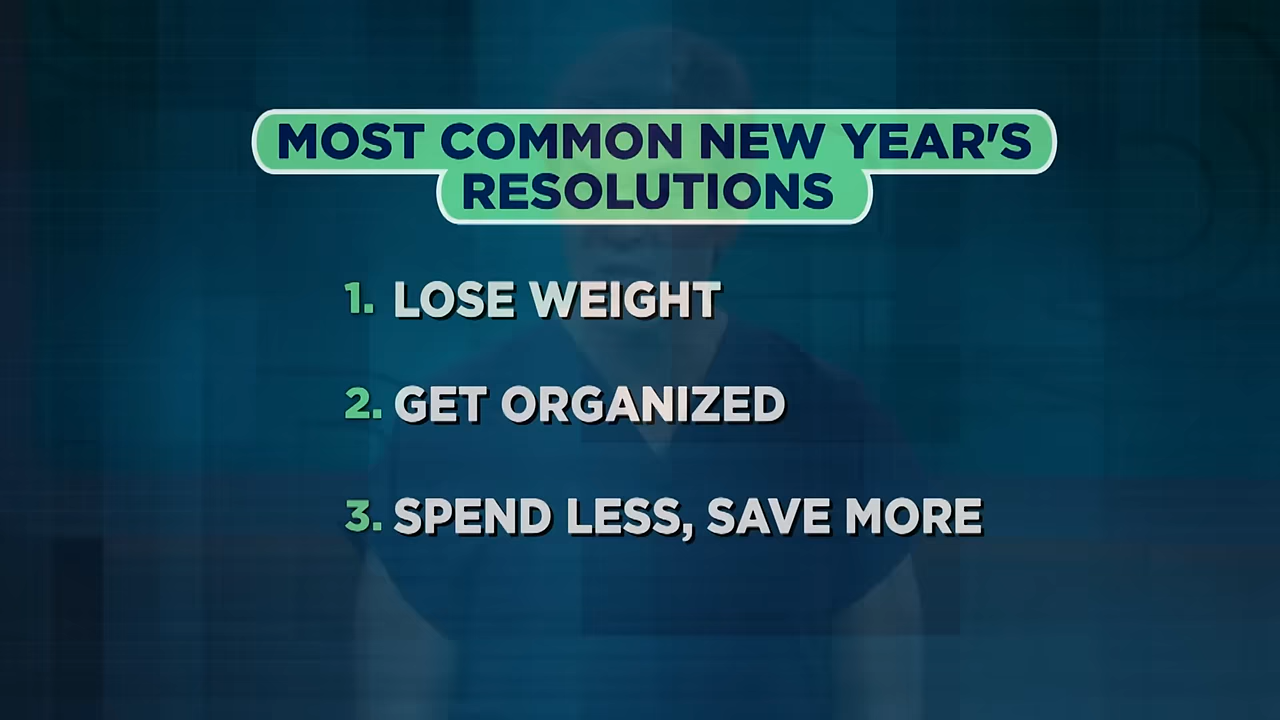 MOST COMMON NEW YEAR'S
RESOLUTIONS
1. LOSE WEIGHT
2. GET ORGANIZED
3. SPEND LESS, SAVE MORE